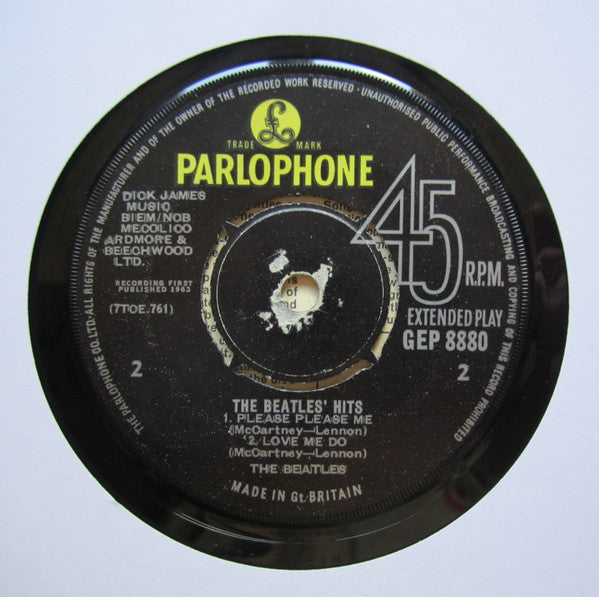 THE PARLOPHONE CO. LTD. ALL RIGHTS OF THE MANUFACTURER AND OF THE OWNER OF THE RECORDED WORK RESERVED · UNAUTHORISED PUBLIC PERFORMANCE BROADCASTING AND COPYING OF THIS RECORD PROHIBITED
£
TRADE MARK
PARLOPHONE
DICK JAMES
MUSIC
BIEM/NCB
MECOLICO
ARDMORE &
BEECHWOOD
LTD.
RECORDING FIRST
PUBLISHED 1963
(7TCE.761)
45
R.P.M.
EXTENDED PLAY
GEP 8880
2
2
of
THE BEATLES' HITS
1. PLEASE PLEASE ME
(McCartney—Lennon)
2. LOVE ME DO
(McCartney—Lennon)
THE BEATLES
MADE IN Gt. BRITAIN